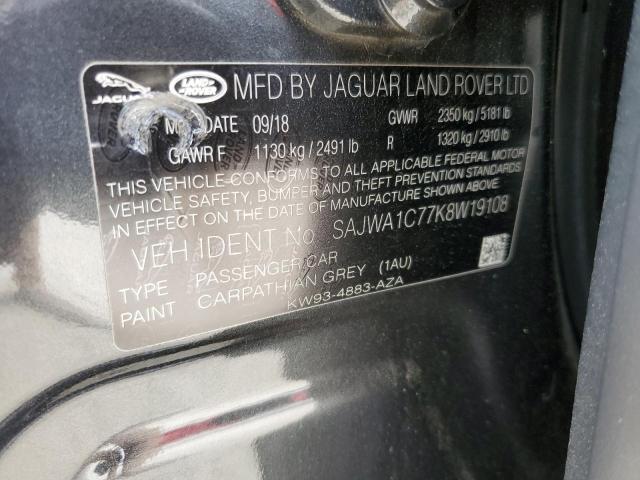 JAGUAR LAND ROVER MFD BY JAGUAR LAND ROVER LTD
DATE 09/18 GVWR 2350 kg / 5181 lb
GAWR F 1130 kg / 2491 lb R 1320 kg / 2910 lb
THIS VEHICLE CONFORMS TO ALL APPLICABLE FEDERAL MOTOR
VEHICLE SAFETY, BUMPER AND THEFT PREVENTION STANDARDS
IN EFFECT ON THE DATE OF MANUFACTURE SHOWN ABOVE
VEH IDENT No SAJWA1C77K8W19108
TYPE PASSENGER CAR
PAINT CARPATHIAN GREY (1AU)
KW93-4883-AZA